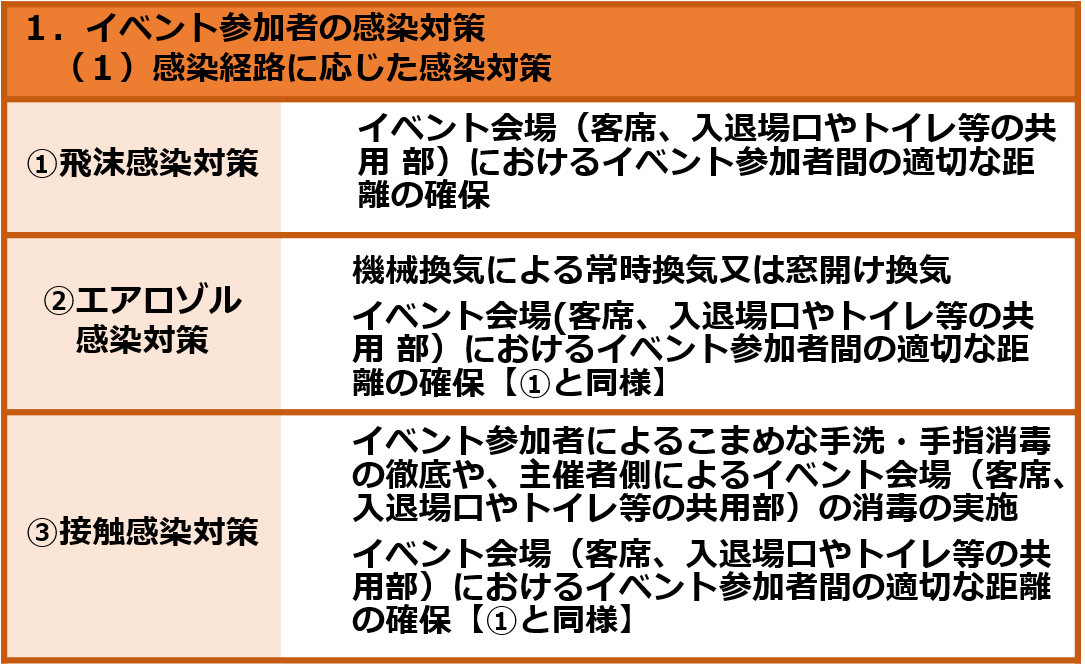 １．イベント参加者の感染対策
（１）感染経路に応じた感染対策
①飛沫感染対策
イベント会場（客席、入退場口やトイレ等の共
用 部）におけるイベント参加者間の適切な距
離の確保
②エアロゾル
感染対策
機械換気による常時換気又は窓開け換気
イベント会場(客席、入退場口やトイレ等の共
用 部）におけるイベント参加者間の適切な距
離の確保【①と同様】
③接触感染対策
イベント参加者によるこまめな手洗・手指消毒
の徹底や、主催者側によるイベント会場（客席、
入退場口やトイレ等の共用部）の消毒の実施
イベント会場（客席、入退場口やトイレ等の共
用部）におけるイベント参加者間の適切な距離
の確保【①と同様】